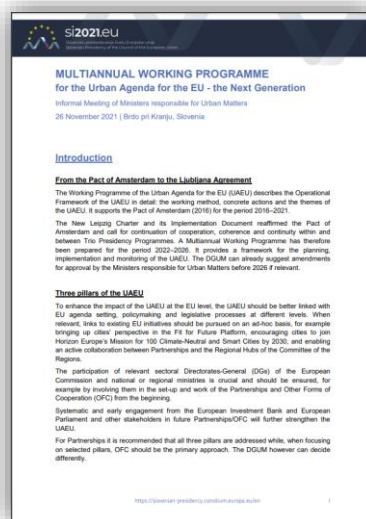 si2021.eu
MULTIANNUAL WORKING PROGRAMME
for the Urban Agenda for the EU - the Next Generation
Informal Meeting of Ministers responsible for Urban Matters
26 November 2021 | Brdo pri Kranju, Slovenia
Introduction
From the Pact of Amsterdam to the Ljubljana Agreement
The Working Programme of the Urban Agenda for the EU (UAEU) describes the Operational
Framework of the UAEU in detail: the working method, concrete actions and the themes of
the UAEU. It supports the Pact of Amsterdam (2016) for the period 2016–2021.
The New Leipzig Charter and its Implementation Document reaffirmed the Pact of
Amsterdam and call for continuation of cooperation, coherence and continuity within and
between Trio Presidency Programmes. A Multiannual Working Programme has therefore
been prepared for the period 2022–2026. It provides a framework for the planning,
implementation and monitoring of the UAEU. The DGUM can already suggest amendments
for approval by the Ministers responsible for Urban Matters before 2026 if relevant.
Three pillars of the UAEU
To enhance the impact of the UAEU at the EU level, the UAEU should be better linked with
EU agenda setting, policymaking and legislative processes at different levels. When
relevant, links to existing EU initiatives should be pursued on an ad-hoc basis, for example
bringing up cities' perspective in the Fit for Future Platform, encouraging cities to join
Horizon Europe's Mission for 100 Climate-Neutral and Smart Cities by 2030, and enabling
an active collaboration between Partnerships and the Regional Hubs of the Committee of the
Regions.
The participation of relevant sectoral Directorates-General (DGs) of the European
Commission and national or regional ministries is crucial and should be ensured, for
example by involving them in the set-up and work of the Partnerships and Other Forms of
Cooperation (OFC) from the beginning.
Systematic and early engagement from the European Investment Bank and European
Parliament and other stakeholders in future Partnerships/OFC will further strengthen the
UAEU.
For Partnerships it is recommended that all three pillars are addressed while, when focusing
on selected pillars, OFC should be the primary approach. The DGUM however can decide
differently.
https://slovenian-presidency.consilium.europa.eu/en